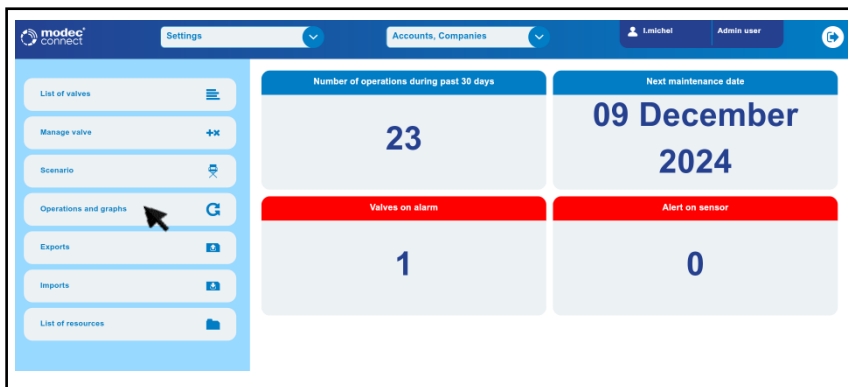 modec
connect
Settings
Accounts, Companies
l.michel
Admin user
List of valves
Manage valve
Scenario
Operations and graphs
Exports
Imports
List of resources
Number of operations during past 30 days
23
Next maintenance date
09 December
2024
Valves on alarm
1
Alert on sensor
0